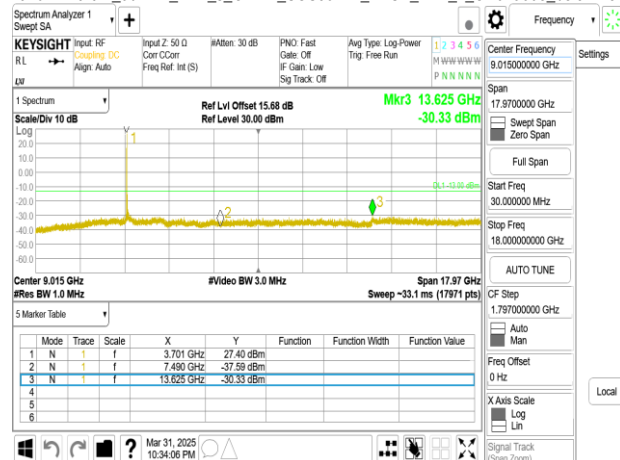 Spectrum Analyzer 1
Swept SA
Frequency
KEYSIGHT
RL
Input: RF
Coupling: DC
Align: Auto
Input Z: 50 Ω
Corr CCorr
Freq Ref: Int (S)
#Atten: 30 dB
PNO: Fast
Gate: Off
IF Gain: Low
Sig Track: Off
Avg Type: Log-Power
Trig: Free Run
1 2 3 4 5 6
M W W W W W
P N N N N N
Center Frequency
9.015000000 GHz
Settings
Span
17.9700000 GHz
Swept Span
Zero Span
Full Span
Start Freq
30.000000 MHz
Stop Freq
18.000000000 GHz
AUTO TUNE
CF Step
1.797000000 GHz
Auto
Man
Freq Offset
0 Hz
X Axis Scale
Log
Lin
Signal Track
(Span Zoom)
Local
1 Spectrum
Scale/Div 10 dB
Ref Lvl Offset 15.68 dB
Ref Level 30.00 dBm
Mkr3 13.625 GHz
-30.33 dBm
Log
20.0
10.0
0.00
-10.0
-20.0
-30.0
-40.0
-50.0
-60.0
1
2
3
DL1 -13.00 dBm
Center 9.015 GHz
#Res BW 1.0 MHz
#Video BW 3.0 MHz
Span 17.97 GHz
Sweep ~33.1 ms (17971 pts)
5 Marker Table
Mode Trace Scale X Y Function Function Width Function Value
1 N 1 f 3.701 GHz 27.40 dBm
2 N 1 f 7.490 GHz -37.59 dBm
3 N 1 f 13.625 GHz -30.33 dBm
4
5
6
?
Mar 31, 2025
10:34:06 PM